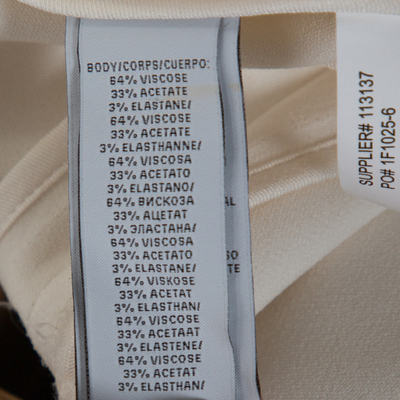 BODY/CORPS/CUERPO:
64% VISCOSE
33% ACETATE
3% ELASTANE/
64% VISCOSE
33% ACETATE
3% ELASTHANNE/
64% VISCOSA
33% ACETATO
3% ELASTANO/
64% ВИСКОЗА
33% АЦЕТАТ
3% ЭЛАСТАНА/
64% VISCOSA
33% ACETATO
3% ELASTANE/
64% VISKOSE
33% ACETAT
3% ELASTHAN/
64% VISCOSE
33% ACETAAT
3% ELASTENE/
64% VISCOSE
33% ACETAT
3% ELASTHAN/
SUPPLIER# 113137
PO# 1F1025-6